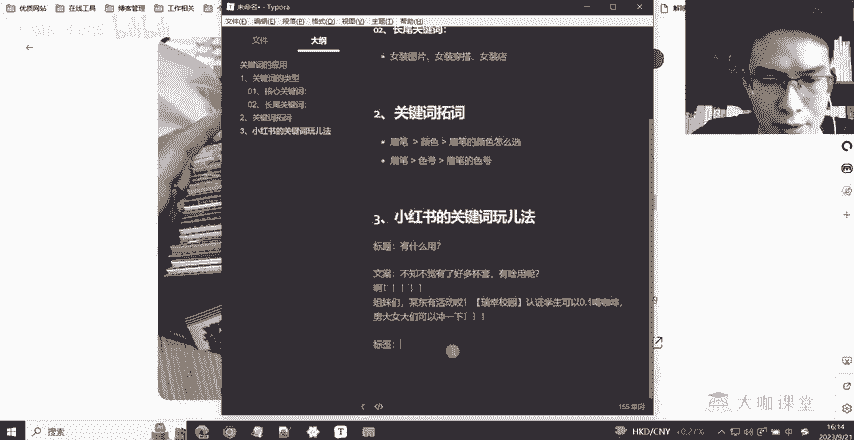 优质网站
在线工具
博客管理
工作相关
未命名• - Typora
文件(F) 编辑(E) 段落(P) 格式(O) 视图(V) 主题(T) 帮助(H)
文件 大纲
关键词的妙用
1、关键词的类型
01、核心关键词:
02、长尾关键词:
2、关键词拓词
3、小红书的关键词玩儿法
02、长尾关键词:
女装图片、女装穿搭、女装店
2、关键词拓词
眉笔 > 颜色 > 眉笔的颜色怎么选
眉笔 > 色号 > 眉笔的色号
3、小红书的关键词玩儿法
标题：有什么用?
文案：不知不觉有了好多杯套，有啥用呢?
啊！！！！！
姐妹们，某东有活动哎！【瑞幸校园】认证学生可以0.1喝咖啡，
男大女大们可以冲一下！！！
标签：
155 单词
大咖课堂
搜索
HKD/CNY +0.27%
中
16:14
2023/9/21